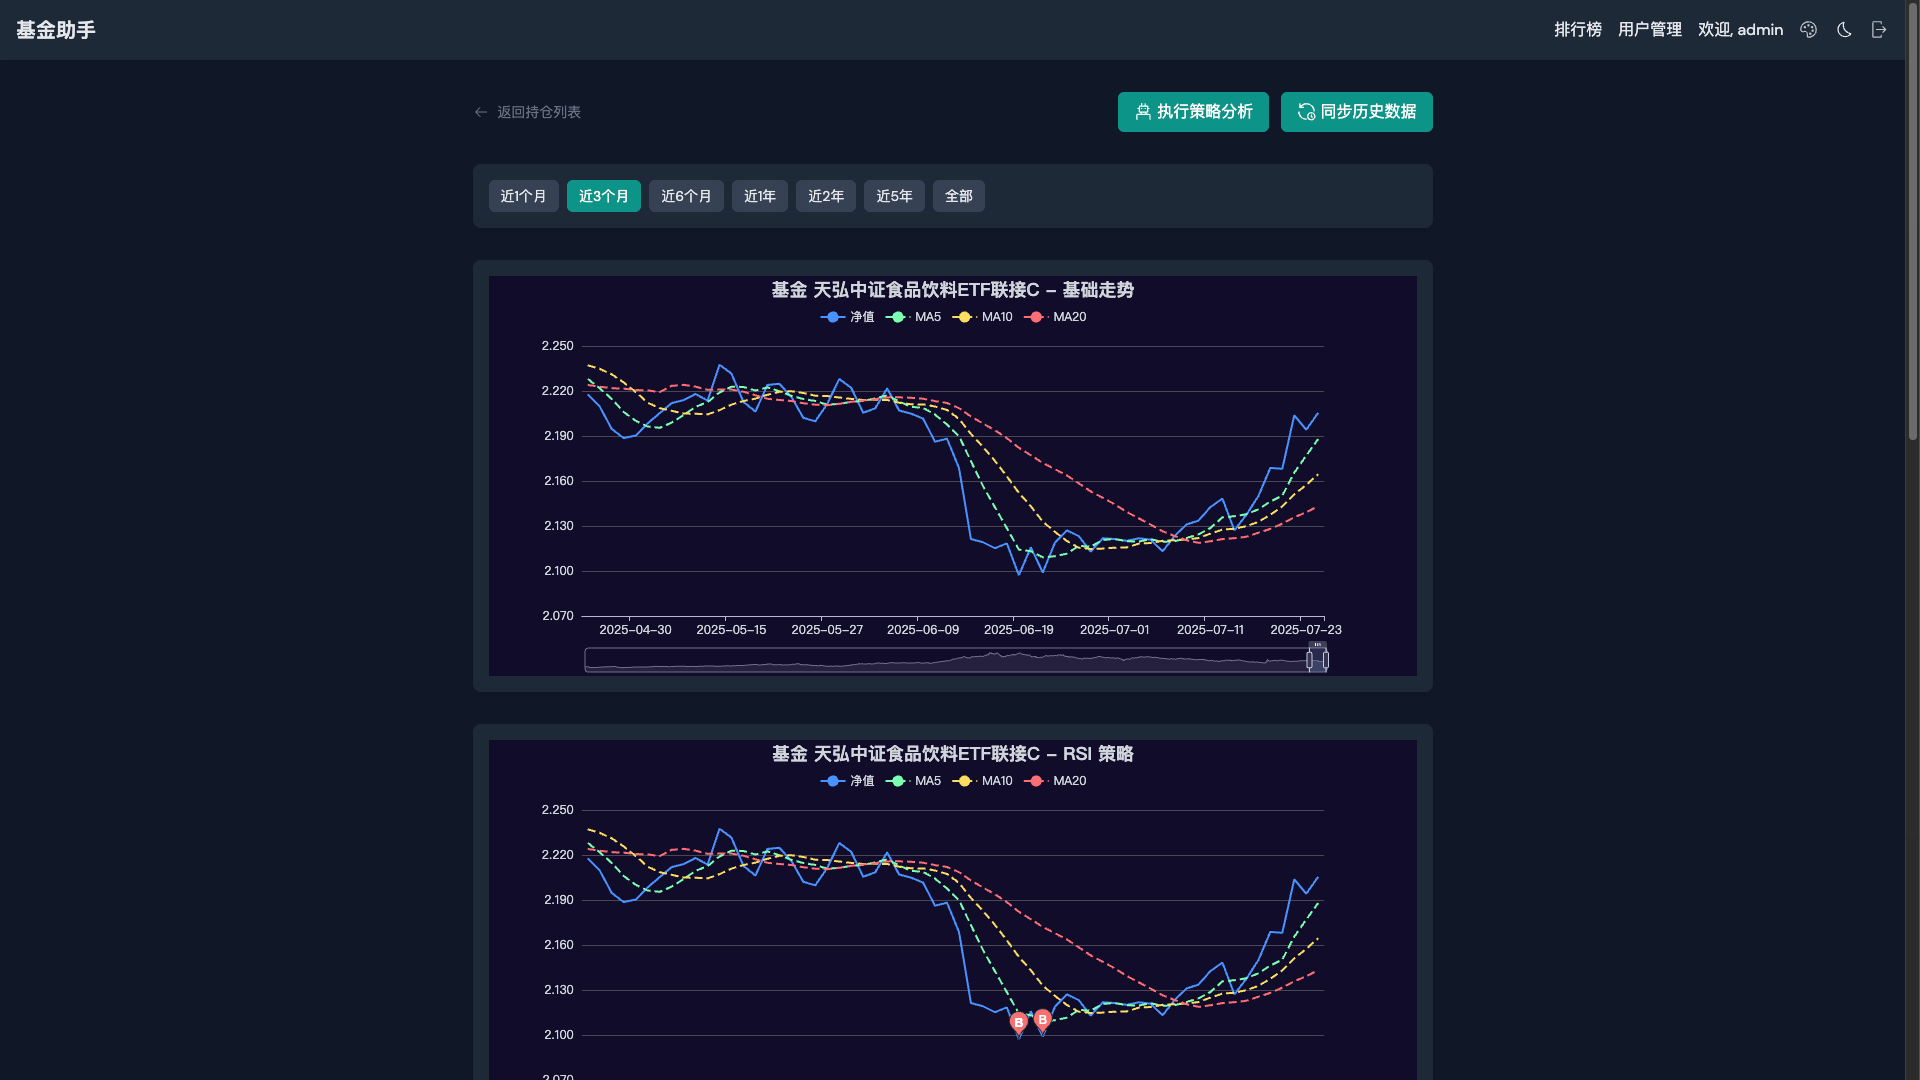 基金助手
排行榜 用户管理 欢迎, admin
返回持仓列表
执行策略分析 同步历史数据
近1个月 近3个月 近6个月 近1年 近2年 近5年 全部
基金 天弘中证食品饮料ETF联接C - 基础走势
净值 MA5 MA10 MA20
2.250
2.220
2.190
2.160
2.130
2.100
2.070
2025-04-30 2025-05-15 2025-05-27 2025-06-09 2025-06-19 2025-07-01 2025-07-11 2025-07-23
基金 天弘中证食品饮料ETF联接C - RSI 策略
净值 MA5 MA10 MA20
2.250
2.220
2.190
2.160
2.130
B B
2.100
2.070